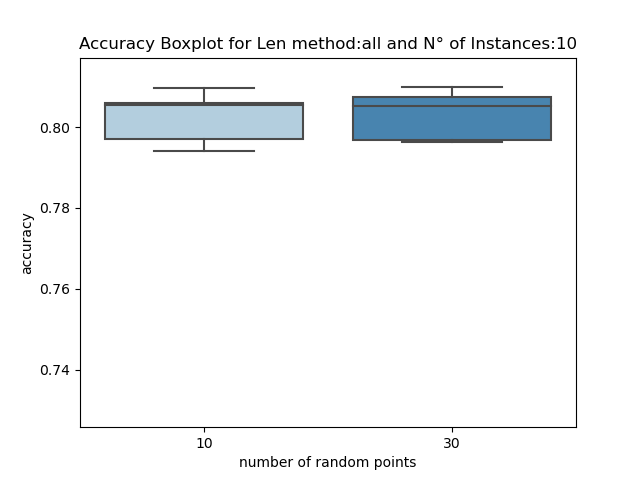 Accuracy Boxplot for Len method:all and N° of Instances:10
0.80
0.78
0.76
0.74
accuracy
10
30
number of random points